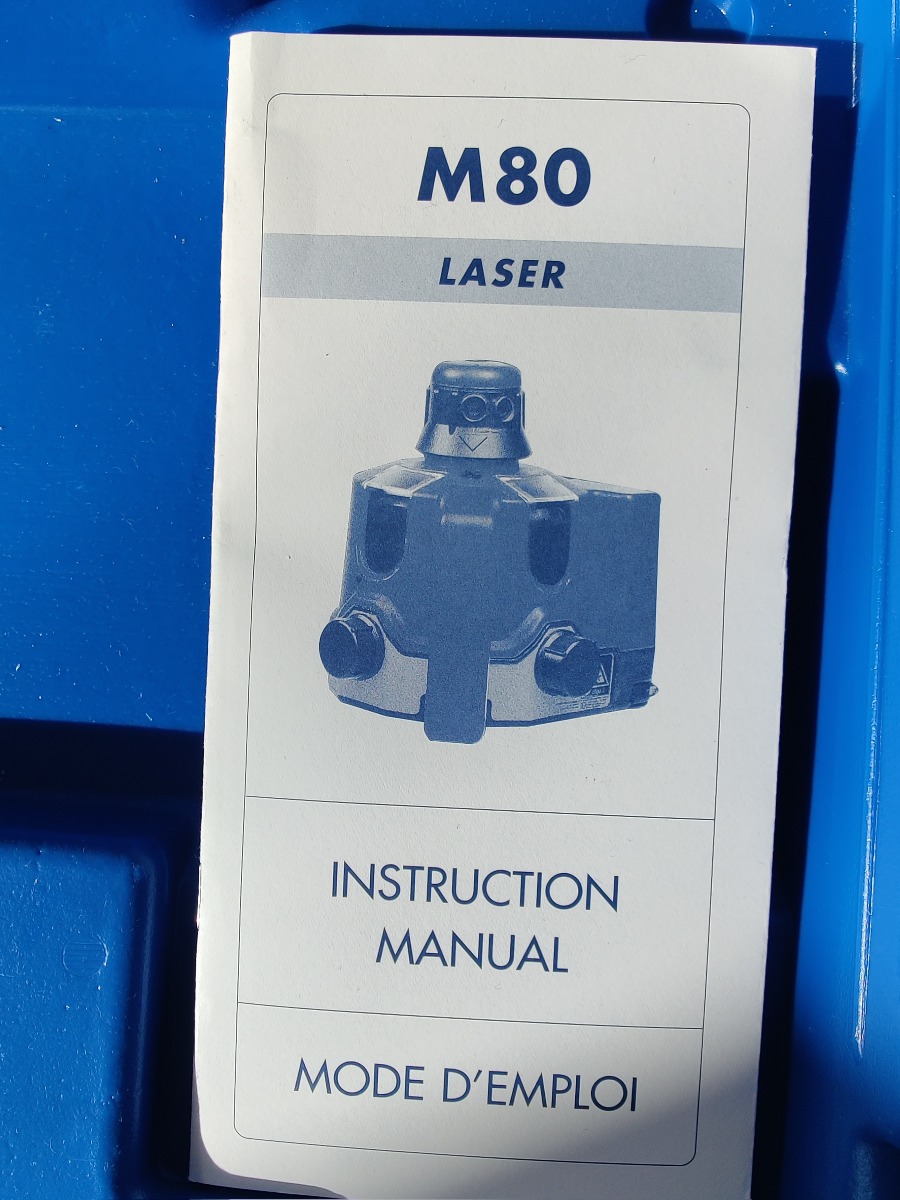 M80
LASER
INSTRUCTION
MANUAL
MODE D'EMPLOI